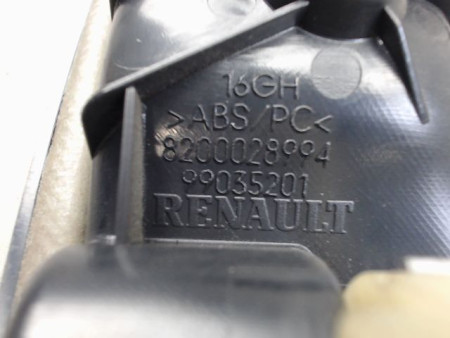 16GH
>ABS/PC<
8200028994
99035201
RENAULT